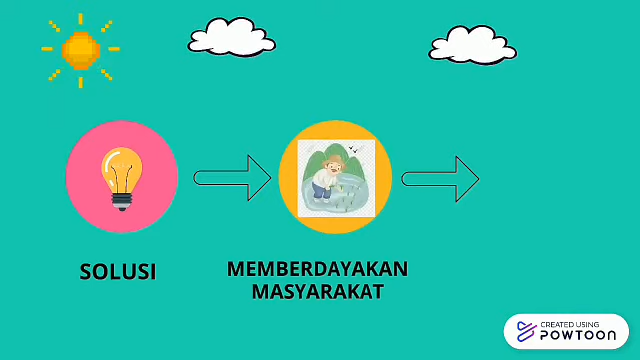 SOLUSI
MEMBERDAYAKAN
MASYARAKAT
CREATED USING
POWTOON